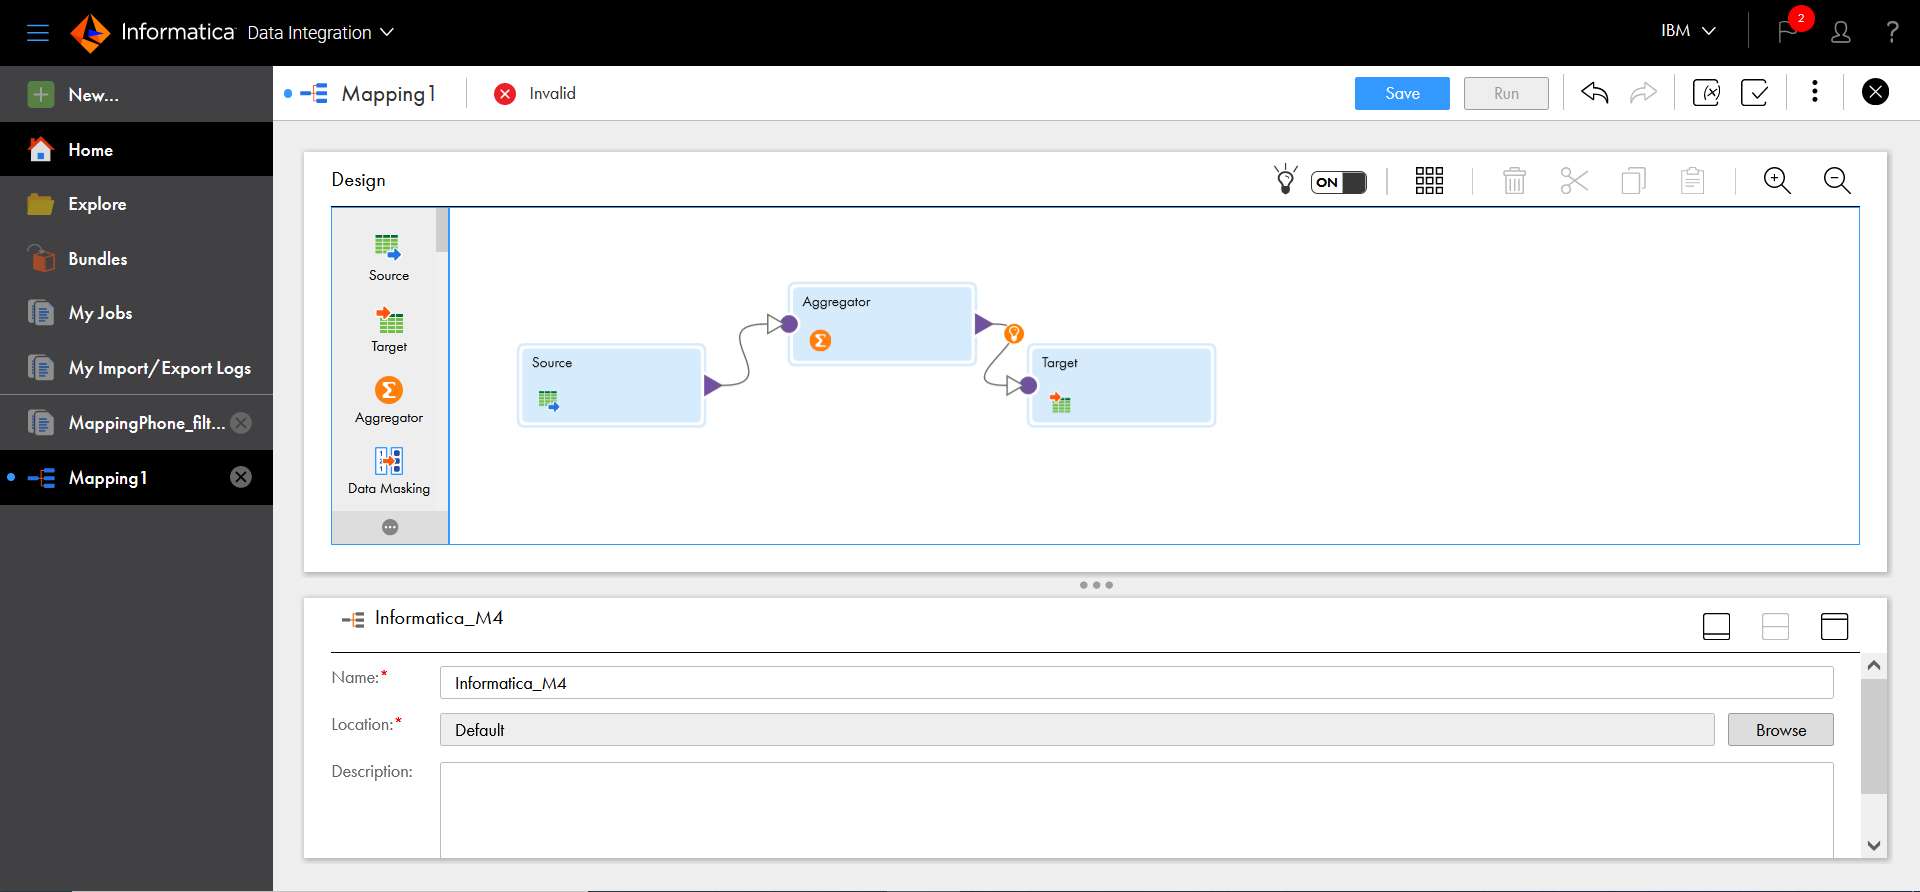 Informatica Data Integration
IBM
2
?
New...
Home
Explore
Bundles
My Jobs
My Import/Export Logs
MappingPhone_filt...
Mapping1
Mapping1
Invalid
Save
Run
(x)
Design
ON
Source
Target
Aggregator
Data Masking
Source
Aggregator
Target
Informatica_M4
Name:*
Informatica_M4
Location:*
Default
Browse
Description: